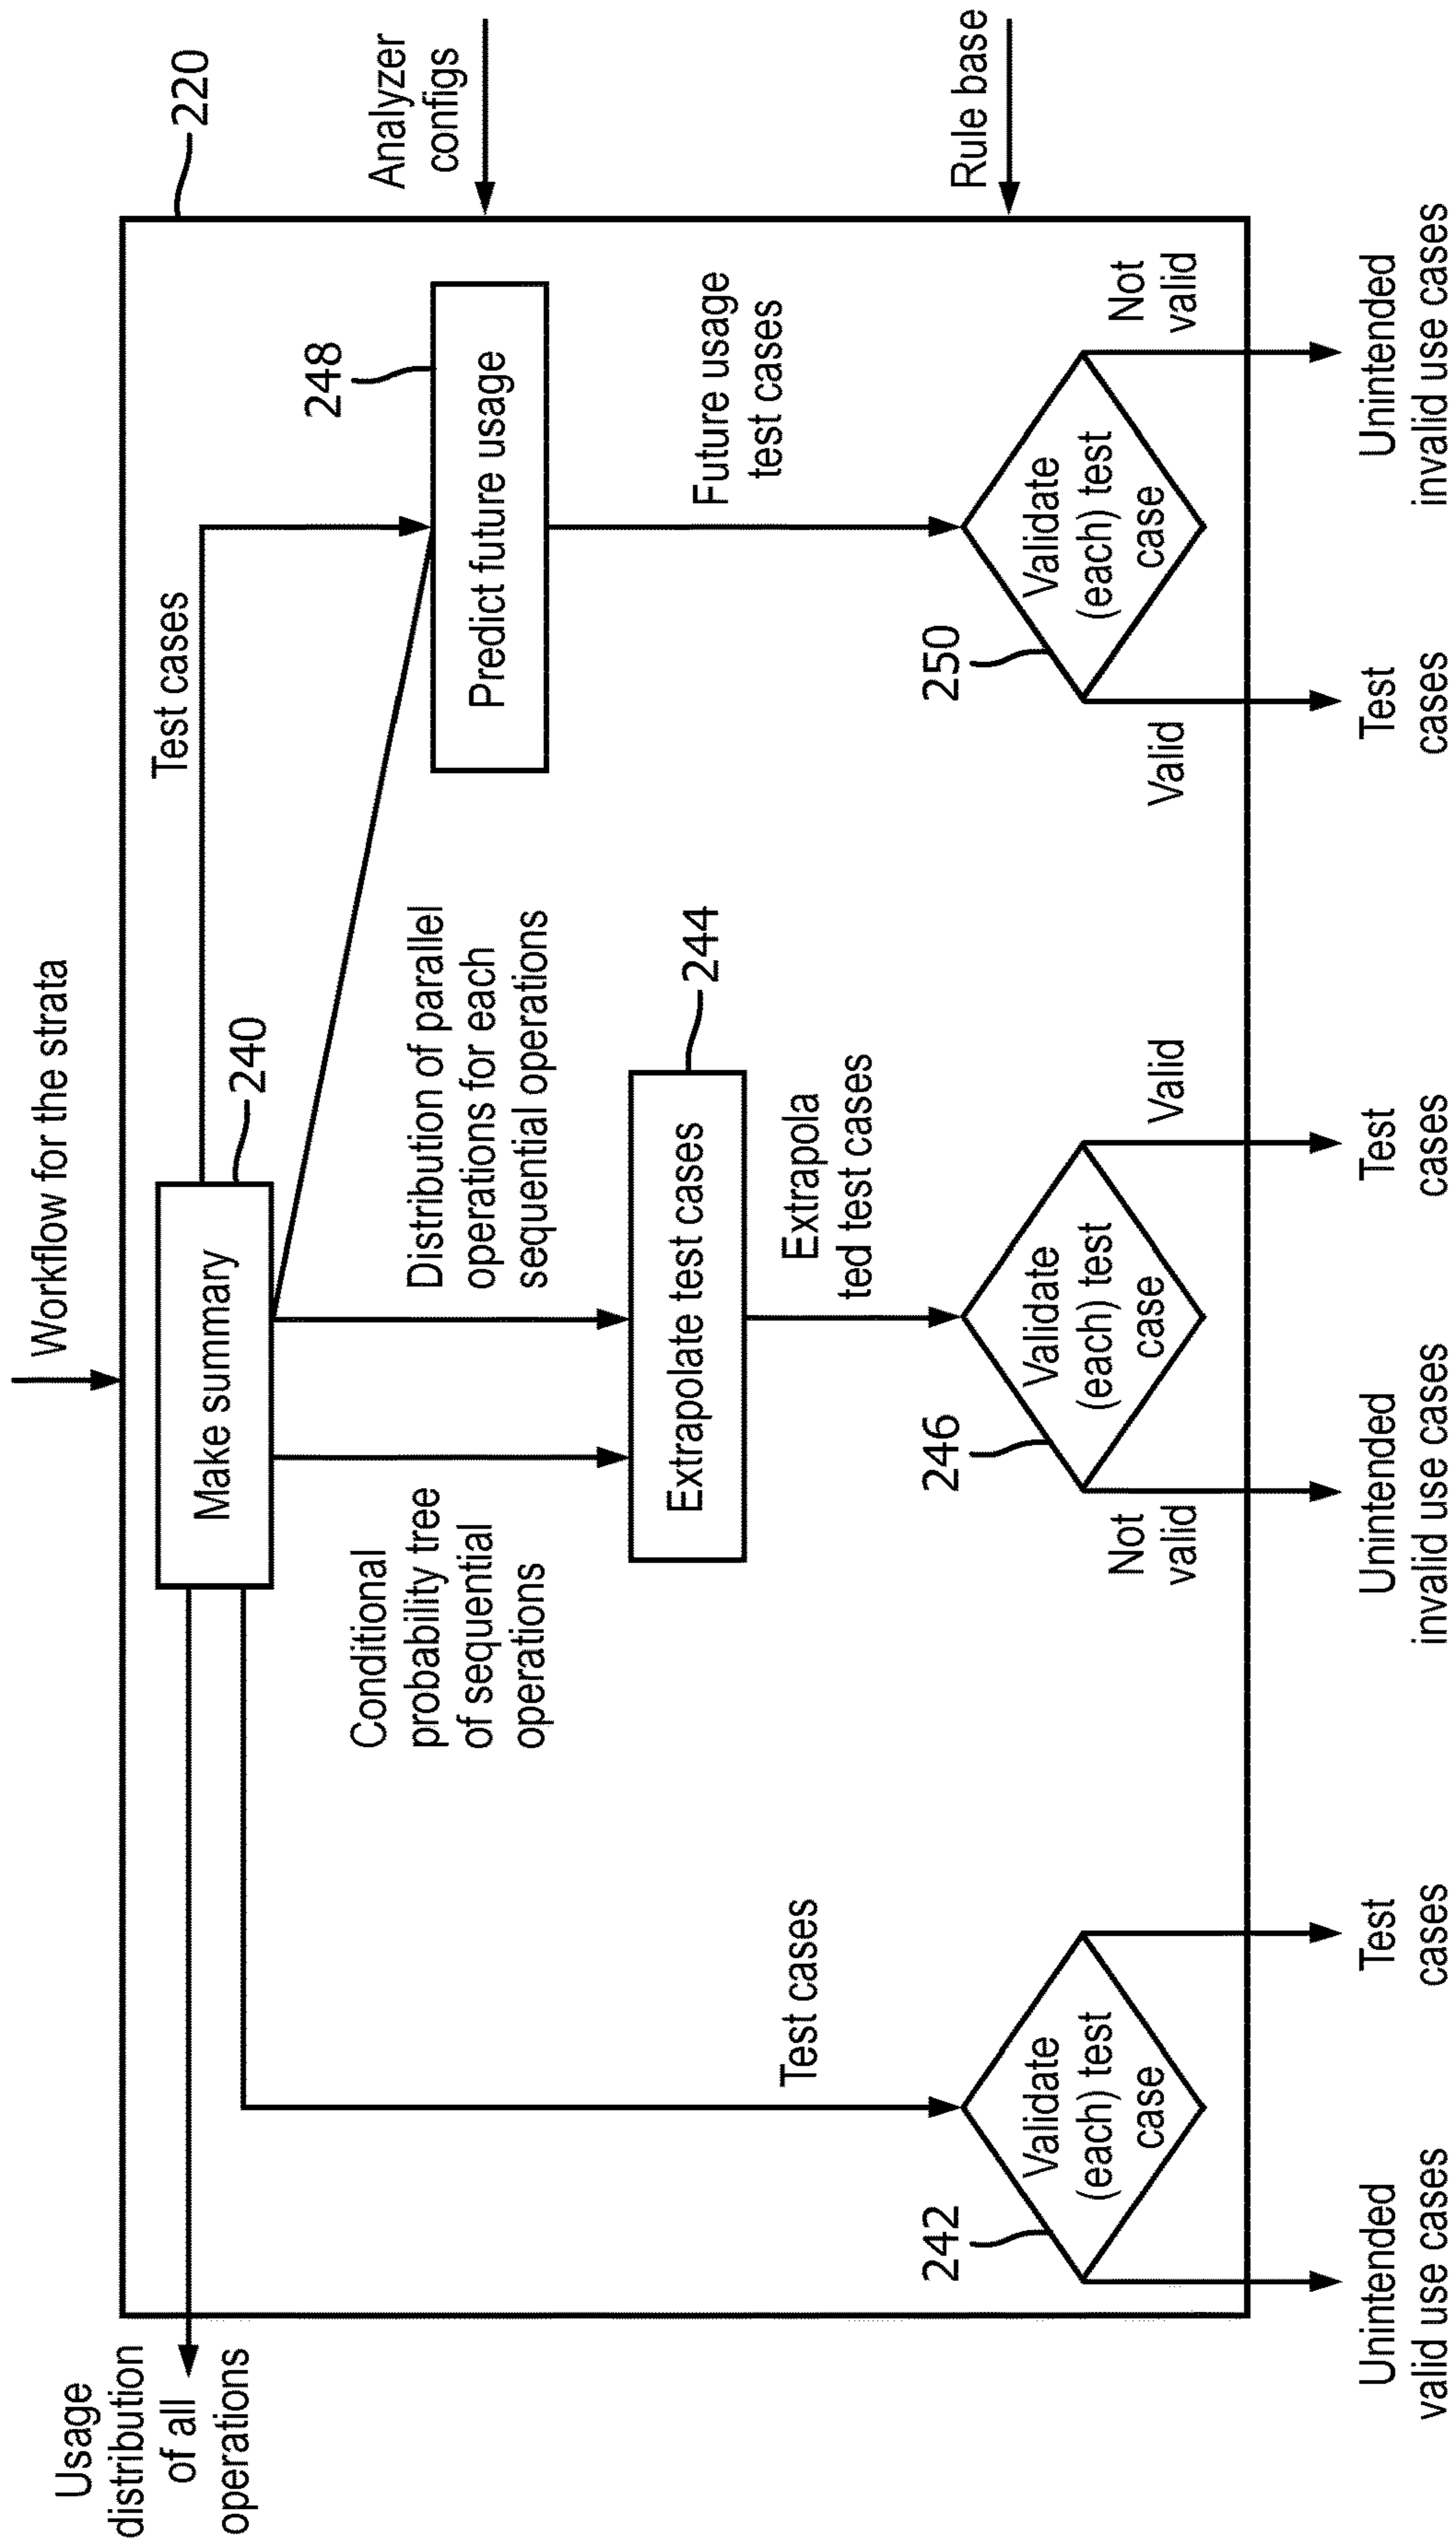 Workflow for the strata
Usage
distribution
of all
operations
220
Make summary
240
Test cases
248
Analyzer
configs
Conditional
probability tree
of sequential
operations
Distribution of parallel
operations for each
sequential operations
Predict future usage
Extrapolate test cases
244
Test cases
Extrapola
ted test cases
Future usage
test cases
Rule base
242
Validate
(each) test
case
246
Validate
(each) test
case
250
Validate
(each) test
case
Not
valid
Valid
Valid
Not
valid
Unintended
valid use cases
Test
cases
Unintended
invalid use cases
Test
cases
Test
cases
Unintended
invalid use cases